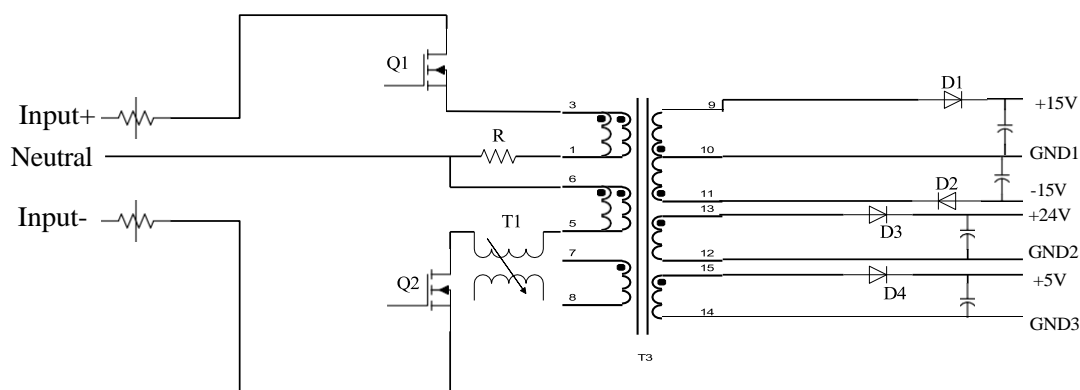 Q1
D1
Input+
3
9
+15V
R
Neutral
1
10
GND1
6
D2
11
-15V
13
+24V
Input-
T1
5
D3
7
12
GND2
15
+5V
Q2
8
D4
14
GND3
T3